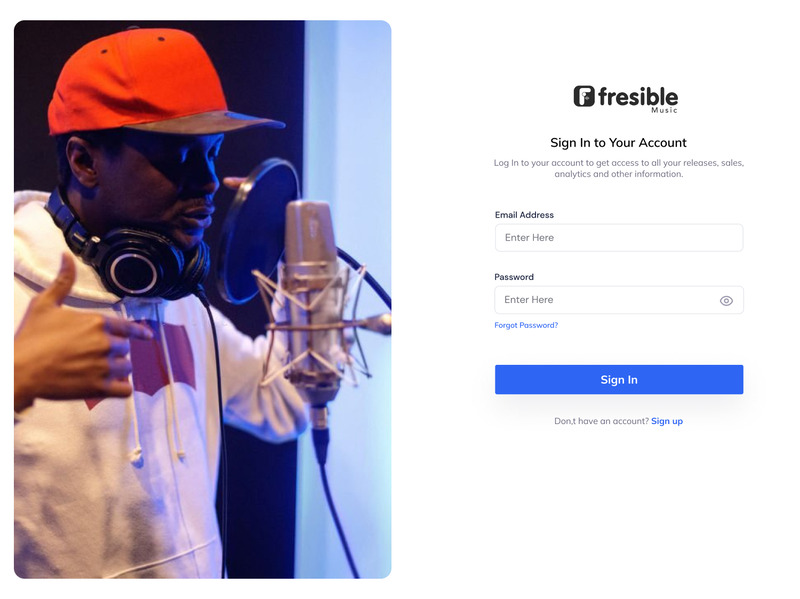 fresible
Music
Sign In to Your Account
Log In to your account to get access to all your releases, sales,
analytics and other information.
Email Address
Enter Here
Password
Enter Here
Forgot Password?
Sign In
Don,t have an account? Sign up